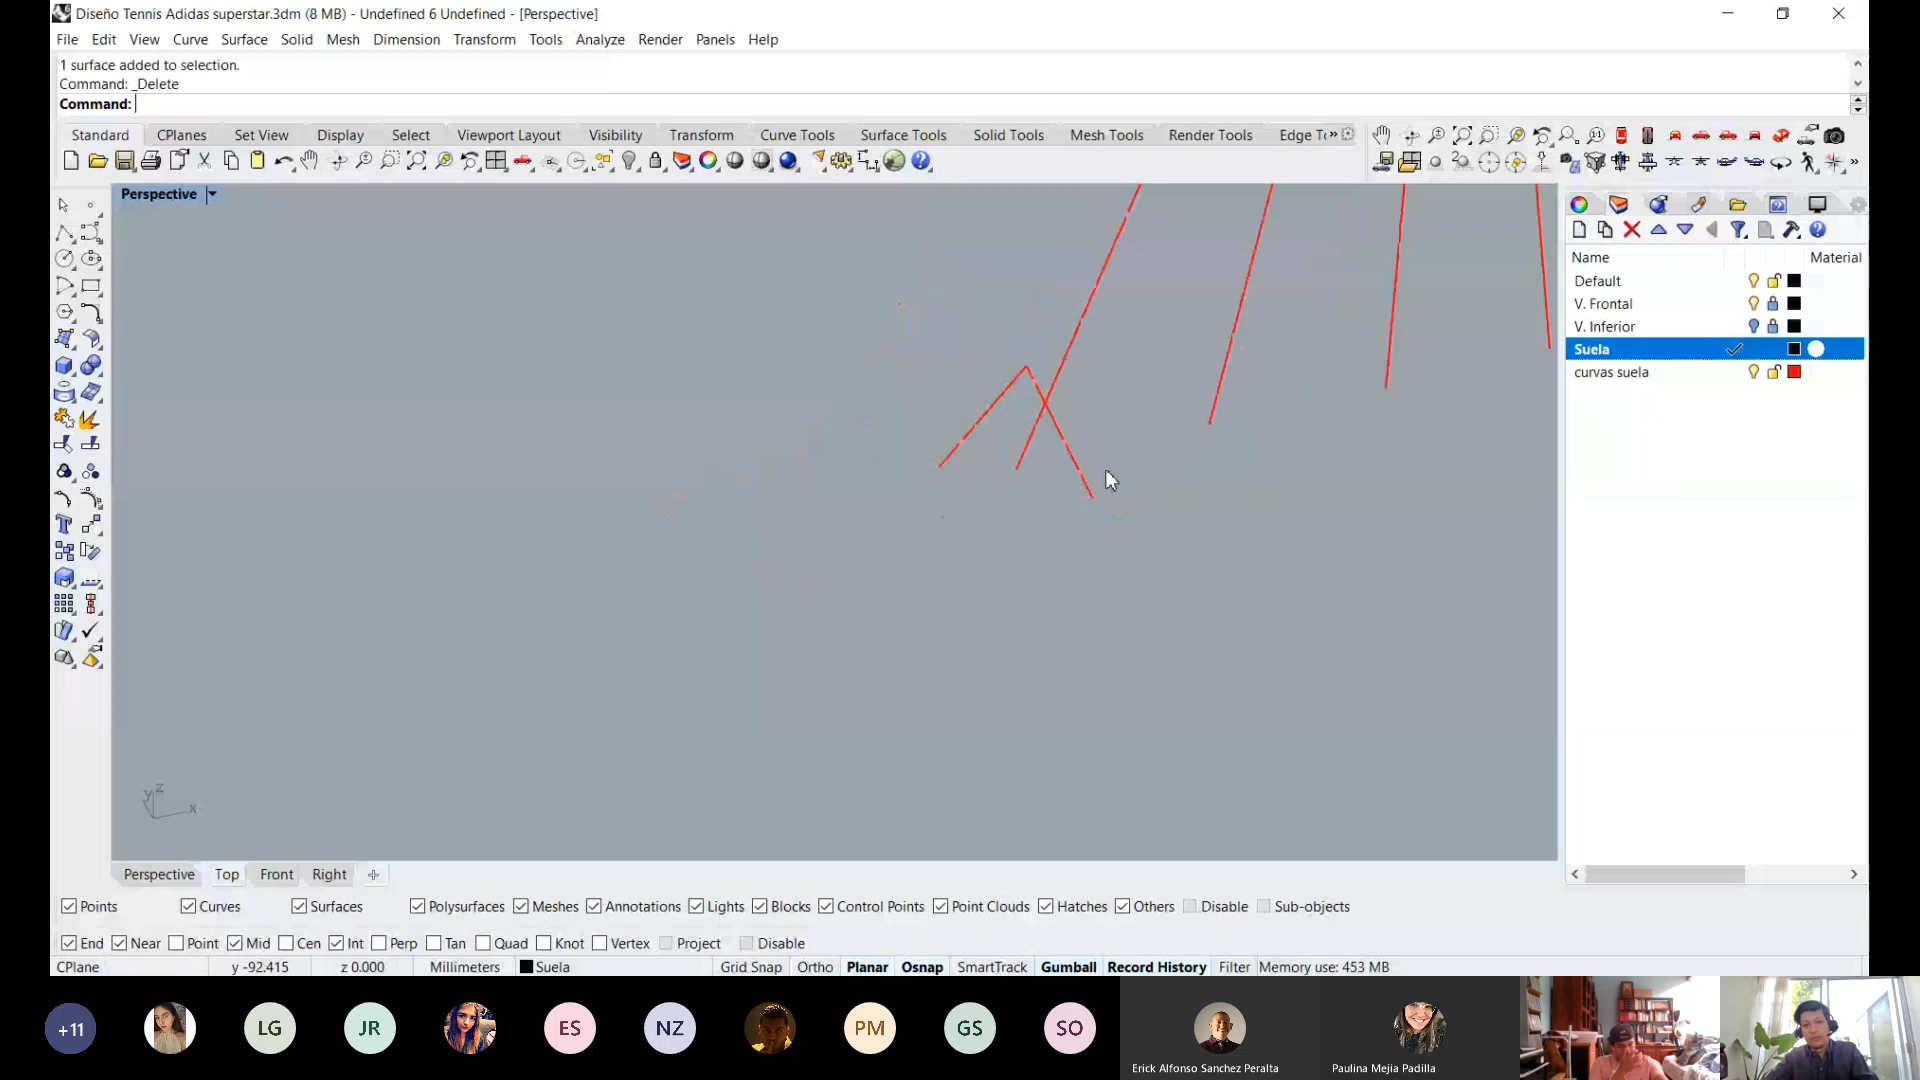 Diseño Tennis Adidas superstar.3dm (8 MB) - Undefined 6 Undefined - [Perspective]
File Edit View Curve Surface Solid Mesh Dimension Transform Tools Analyze Render Panels Help
1 surface added to selection.
Command: _Delete
Command:
Standard CPlanes Set View Display Select Viewport Layout Visibility Transform Curve Tools Surface Tools Solid Tools Mesh Tools Render Tools Edge To »
Perspective
Name Material
Default
V. Frontal
V. Inferior
Suela
curvas suela
z
y
x
Perspective Top Front Right
Points Curves Surfaces Polysurfaces Meshes Annotations Lights Blocks Control Points Point Clouds Hatches Others Disable Sub-objects
End Near Point Mid Cen Int Perp Tan Quad Knot Vertex Project Disable
CPlane y -92.415 z 0.000 Millimeters Suela Grid Snap Ortho Planar Osnap SmartTrack Gumball Record History Filter Memory use: 453 MB
+11 LG JR ES NZ PM GS SO
Erick Alfonso Sanchez Peralta Paulina Mejia Padilla